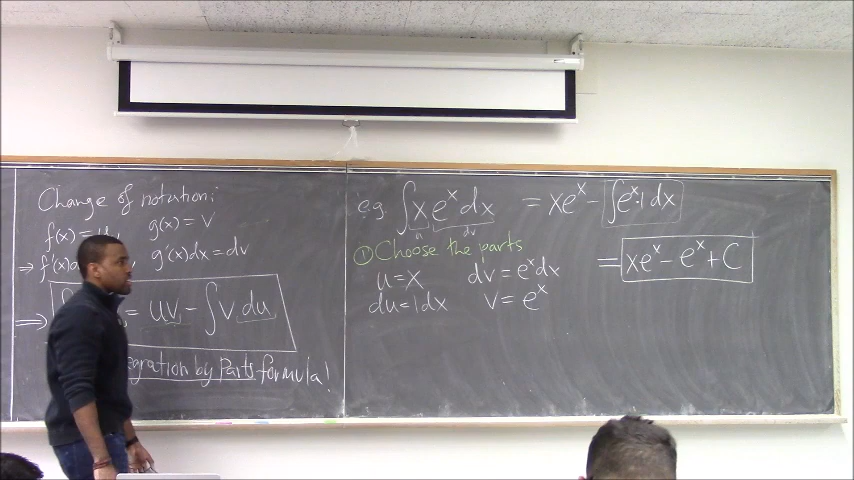 Change of notation:
f(x) = u, g(x) = v
⇒ f'(x)d g'(x)dx = dv
⇒ = uv - ∫ v du
egration by Parts formula!
e.g. ∫ x e^x dx = xe^x - ∫e^x·1 dx
u dv
① Choose the parts
= xe^x - e^x + C
u = x dv = e^x dx
du = 1dx v = e^x